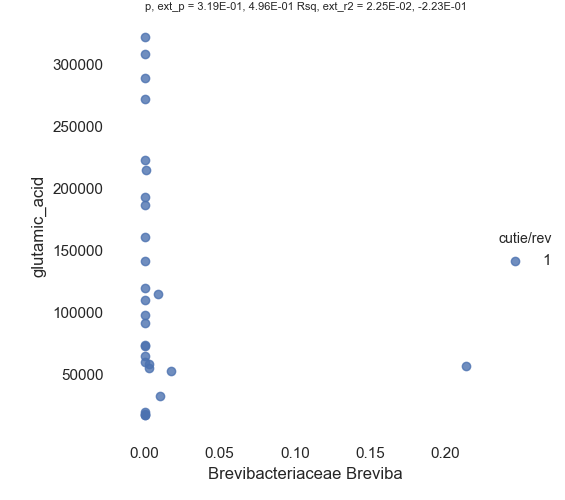 p, ext_p = 3.19E-01, 4.96E-01 Rsq, ext_r2 = 2.25E-02, -2.23E-01
300000
250000
200000
150000
100000
50000
glutamic_acid
cutie/rev
1
0.00 0.05 0.10 0.15 0.20
Brevibacteriaceae Breviba